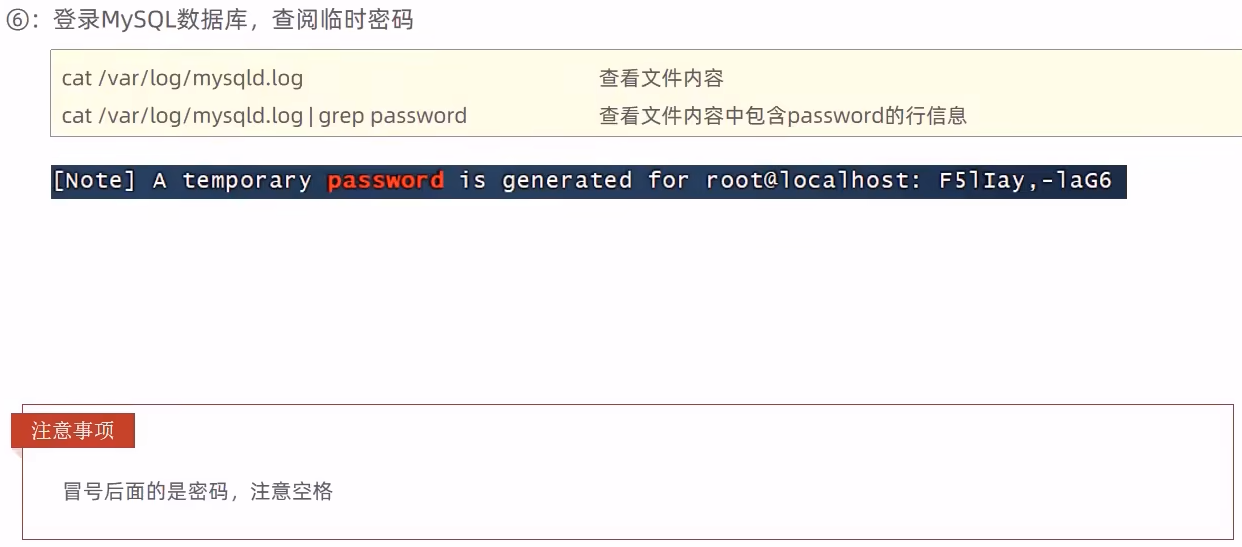 ⑥：登录MySQL数据库，查阅临时密码
cat /var/log/mysqld.log 查看文件内容
cat /var/log/mysqld.log | grep password 查看文件内容中包含password的行信息
[Note] A temporary password is generated for root@localhost: F5lIay,-laG6
注意事项
冒号后面的是密码，注意空格